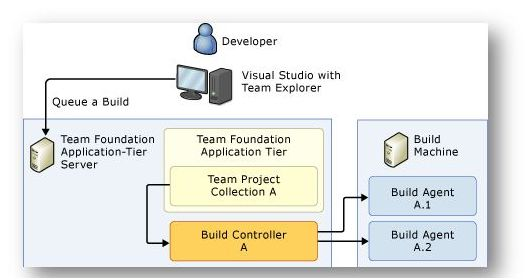 Developer
Visual Studio with
Team Explorer
Queue a Build
Team Foundation
Application-Tier
Server
Team Foundation
Application Tier
Team Project
Collection A
Build Controller
A
Build
Machine
Build Agent
A.1
Build Agent
A.2